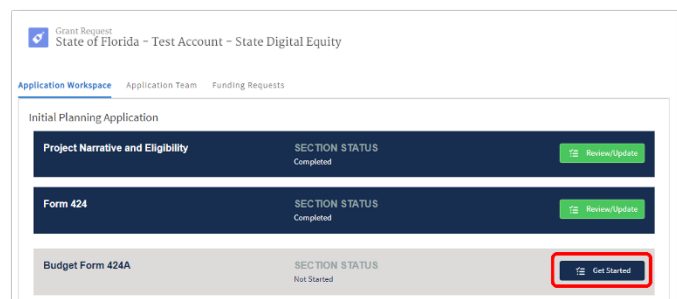 Grant Request
State of Florida - Test Account - State Digital Equity
Application Workspace Application Team Funding Requests
Initial Planning Application
Project Narrative and Eligibility SECTION STATUS Review/Update
Completed
Form 424 SECTION STATUS Review/Update
Completed
Budget Form 424A SECTION STATUS Get Started
Not Started